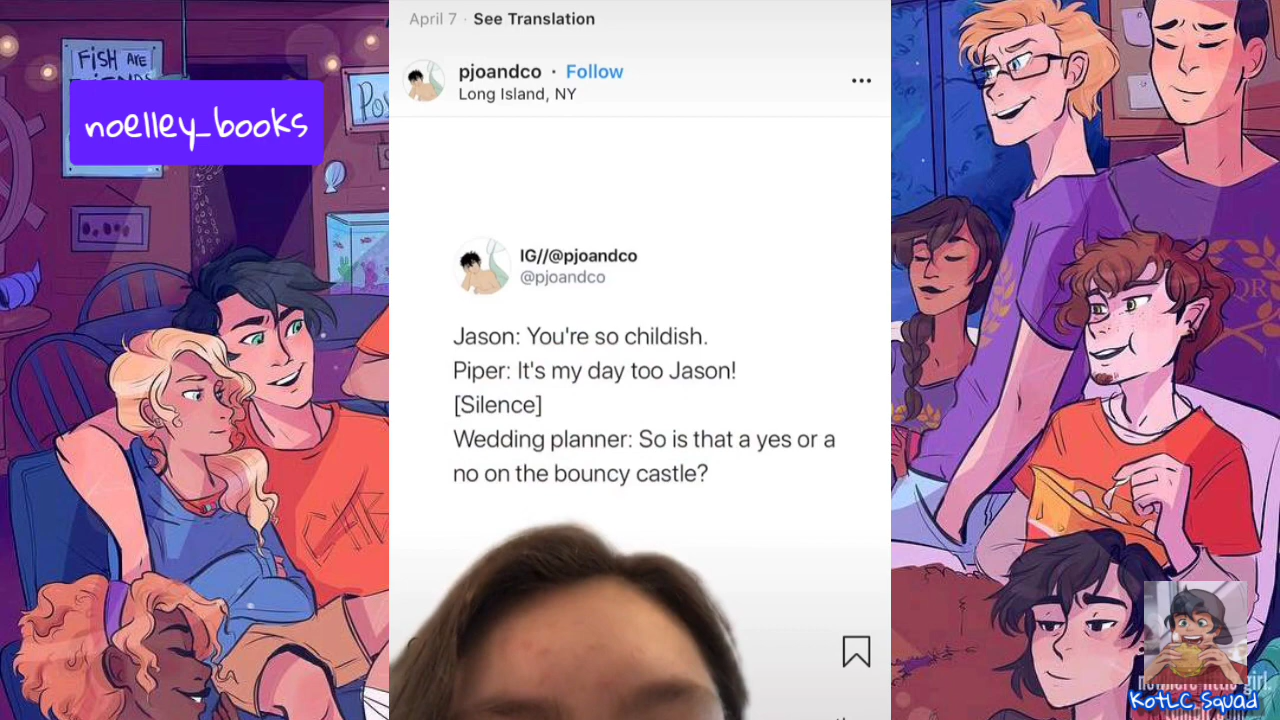 FiSH ARE
noelley_books
April 7 · See Translation
pjoandco · Follow
Long Island, NY
IG//@pjoandco
@pjoandco
Jason: You're so childish.
Piper: It's my day too Jason!
[Silence]
Wedding planner: So is that a yes or a
no on the bouncy castle?
KotLC Squad